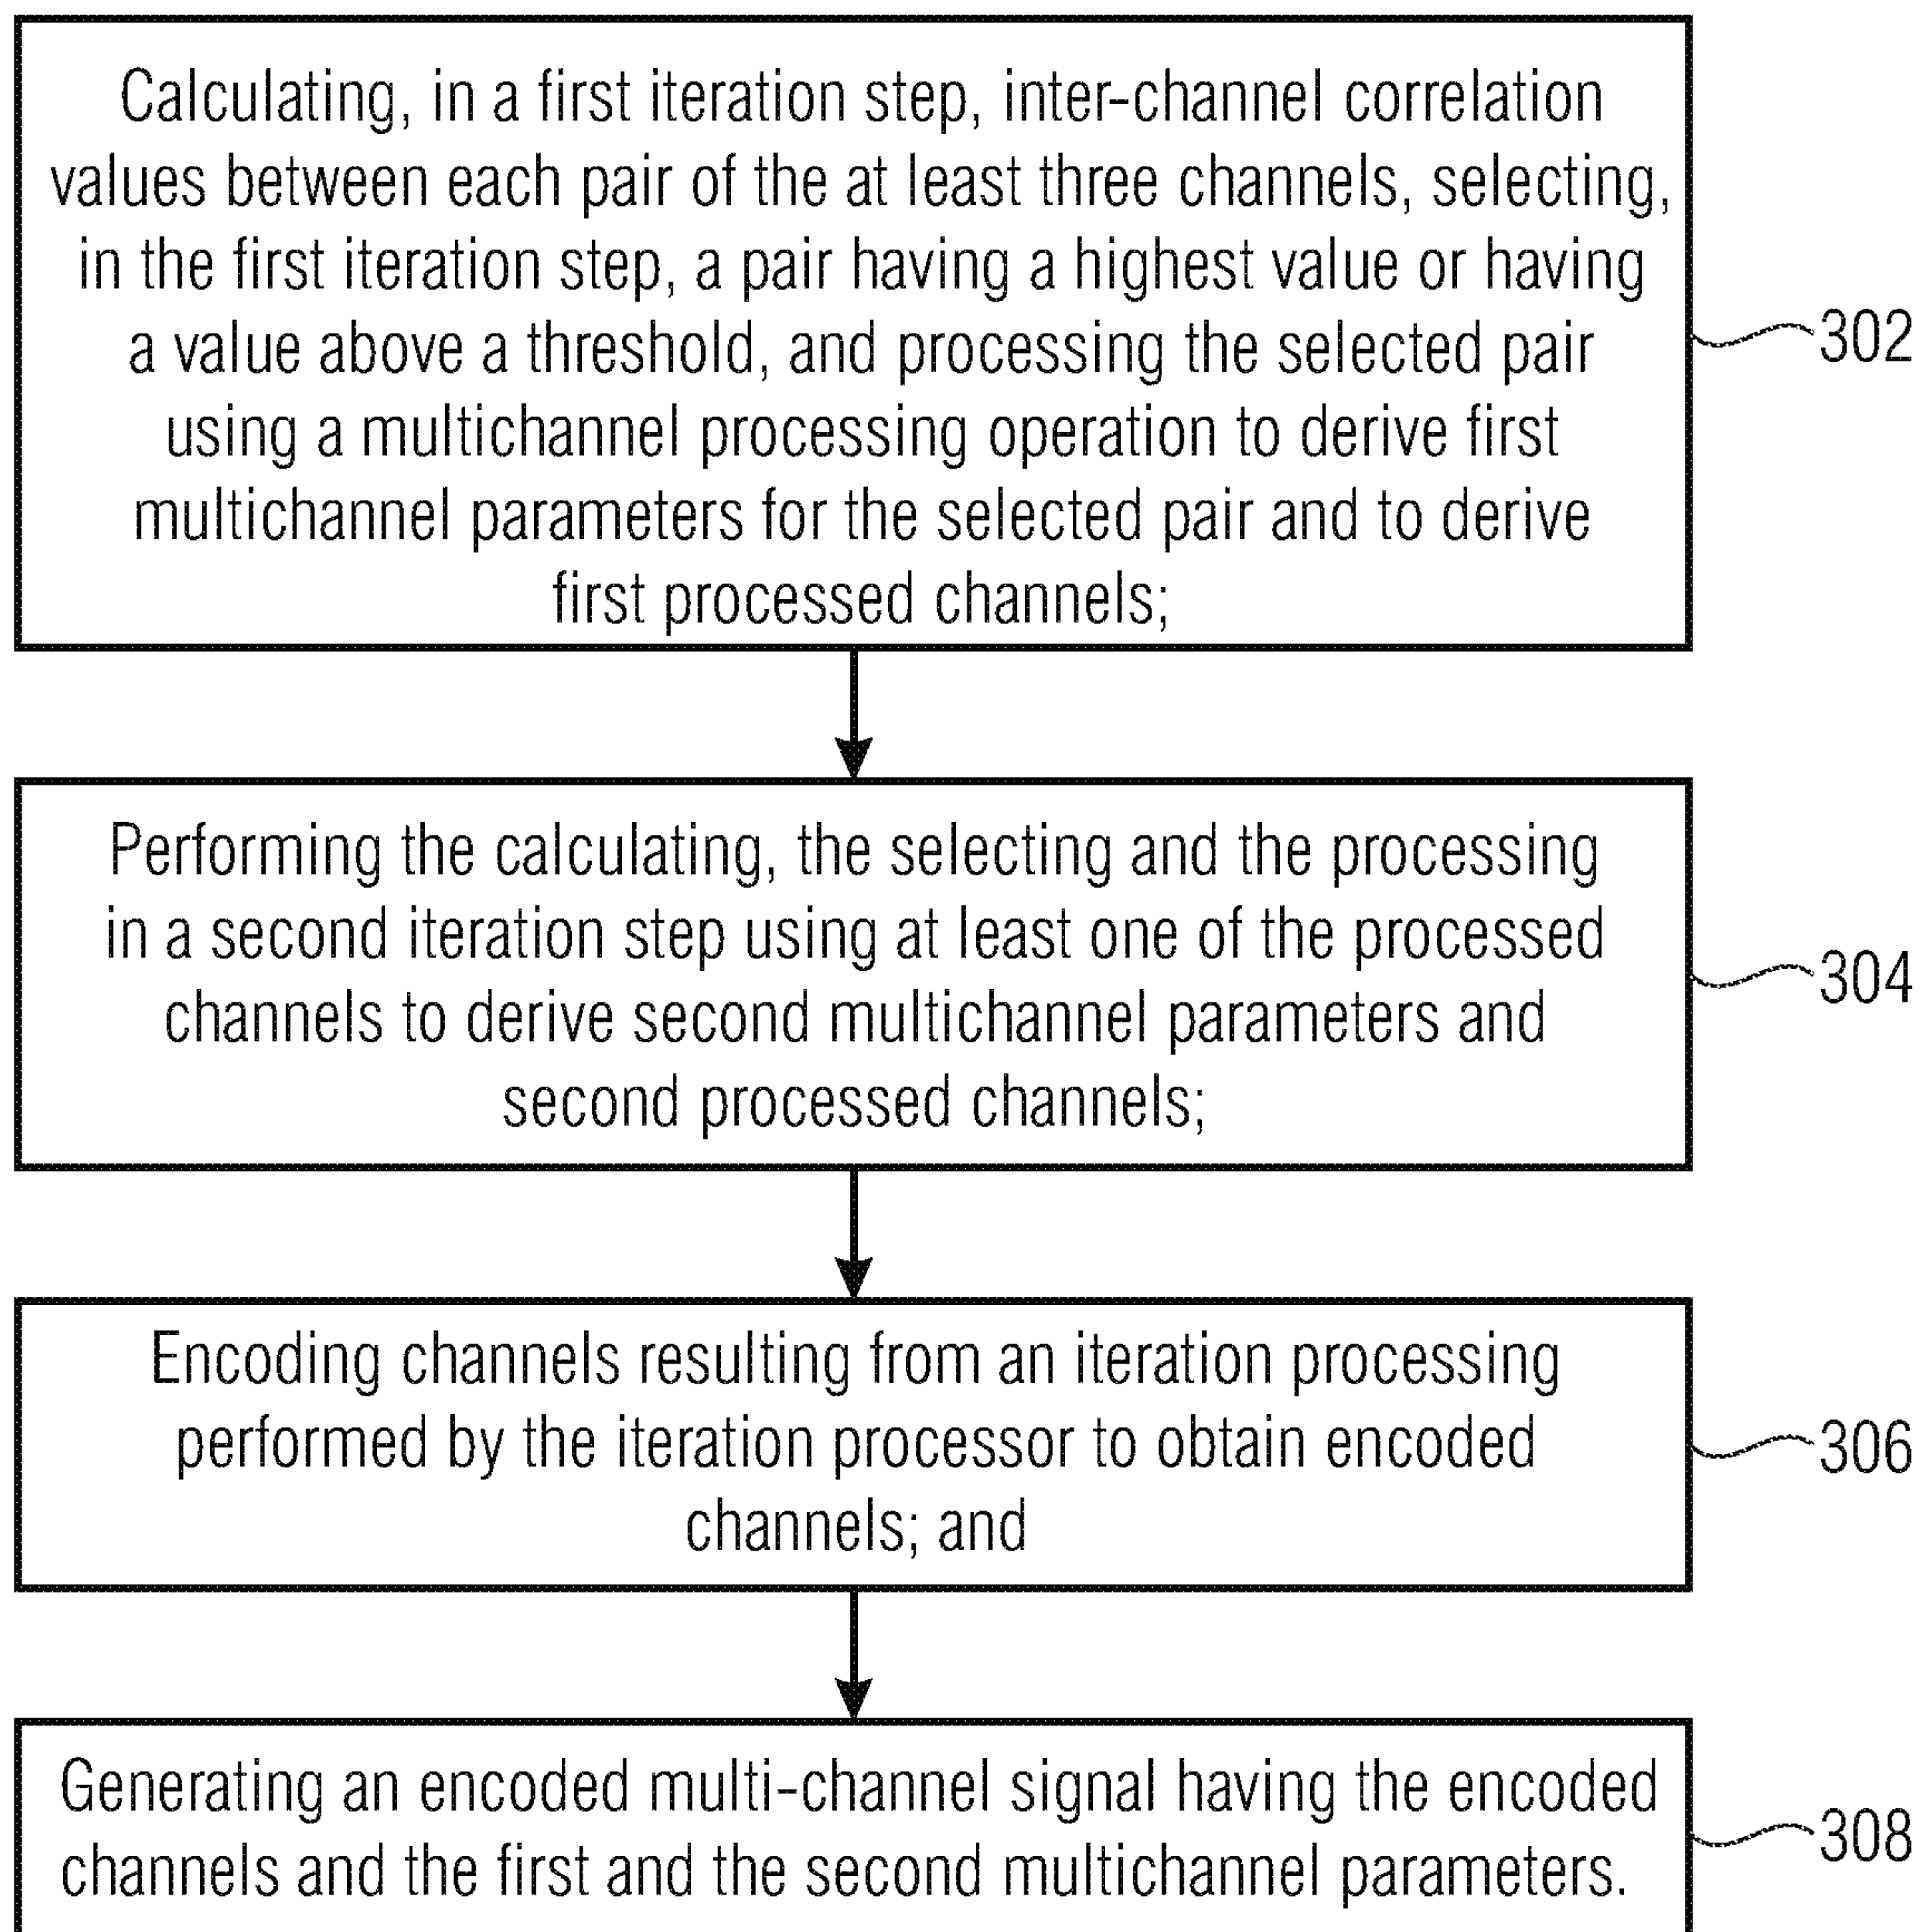 Calculating, in a first iteration step, inter-channel correlation
values between each pair of the at least three channels, selecting,
in the first iteration step, a pair having a highest value or having
a value above a threshold, and processing the selected pair
using a multichannel processing operation to derive first
multichannel parameters for the selected pair and to derive
first processed channels;
302
Performing the calculating, the selecting and the processing
in a second iteration step using at least one of the processed
channels to derive second multichannel parameters and
second processed channels;
304
Encoding channels resulting from an iteration processing
performed by the iteration processor to obtain encoded
channels; and
306
Generating an encoded multi-channel signal having the encoded
channels and the first and the second multichannel parameters.
308